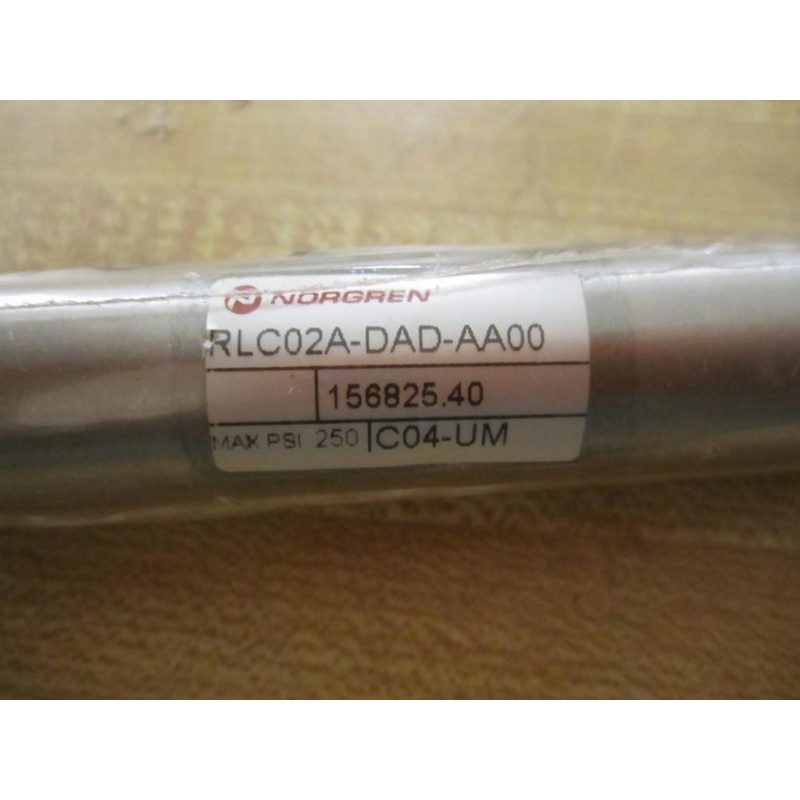 NORGREN
RLC02A-DAD-AA00
156825.40
MAX PSI 250 C04-UM